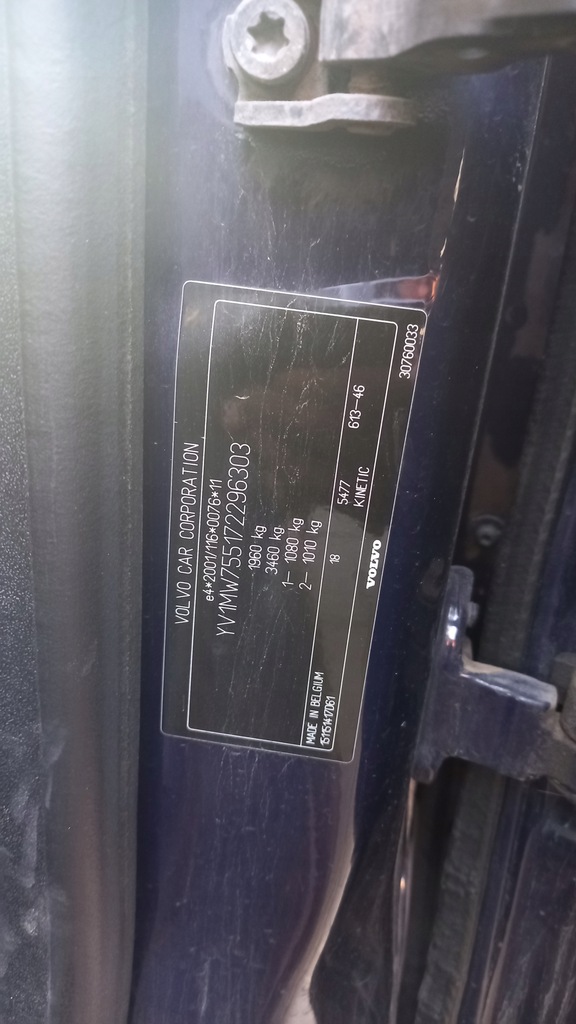 VOLVO CAR CORPORATION
e4*2001/116*0076*11
YV1MW755172296303
1960 kg
3460 kg
1– 1080 kg
2– 1010 kg
MADE IN BELGIUM 18 5477 613–46
151151417D61 KINETIC
VOLVO 30760033